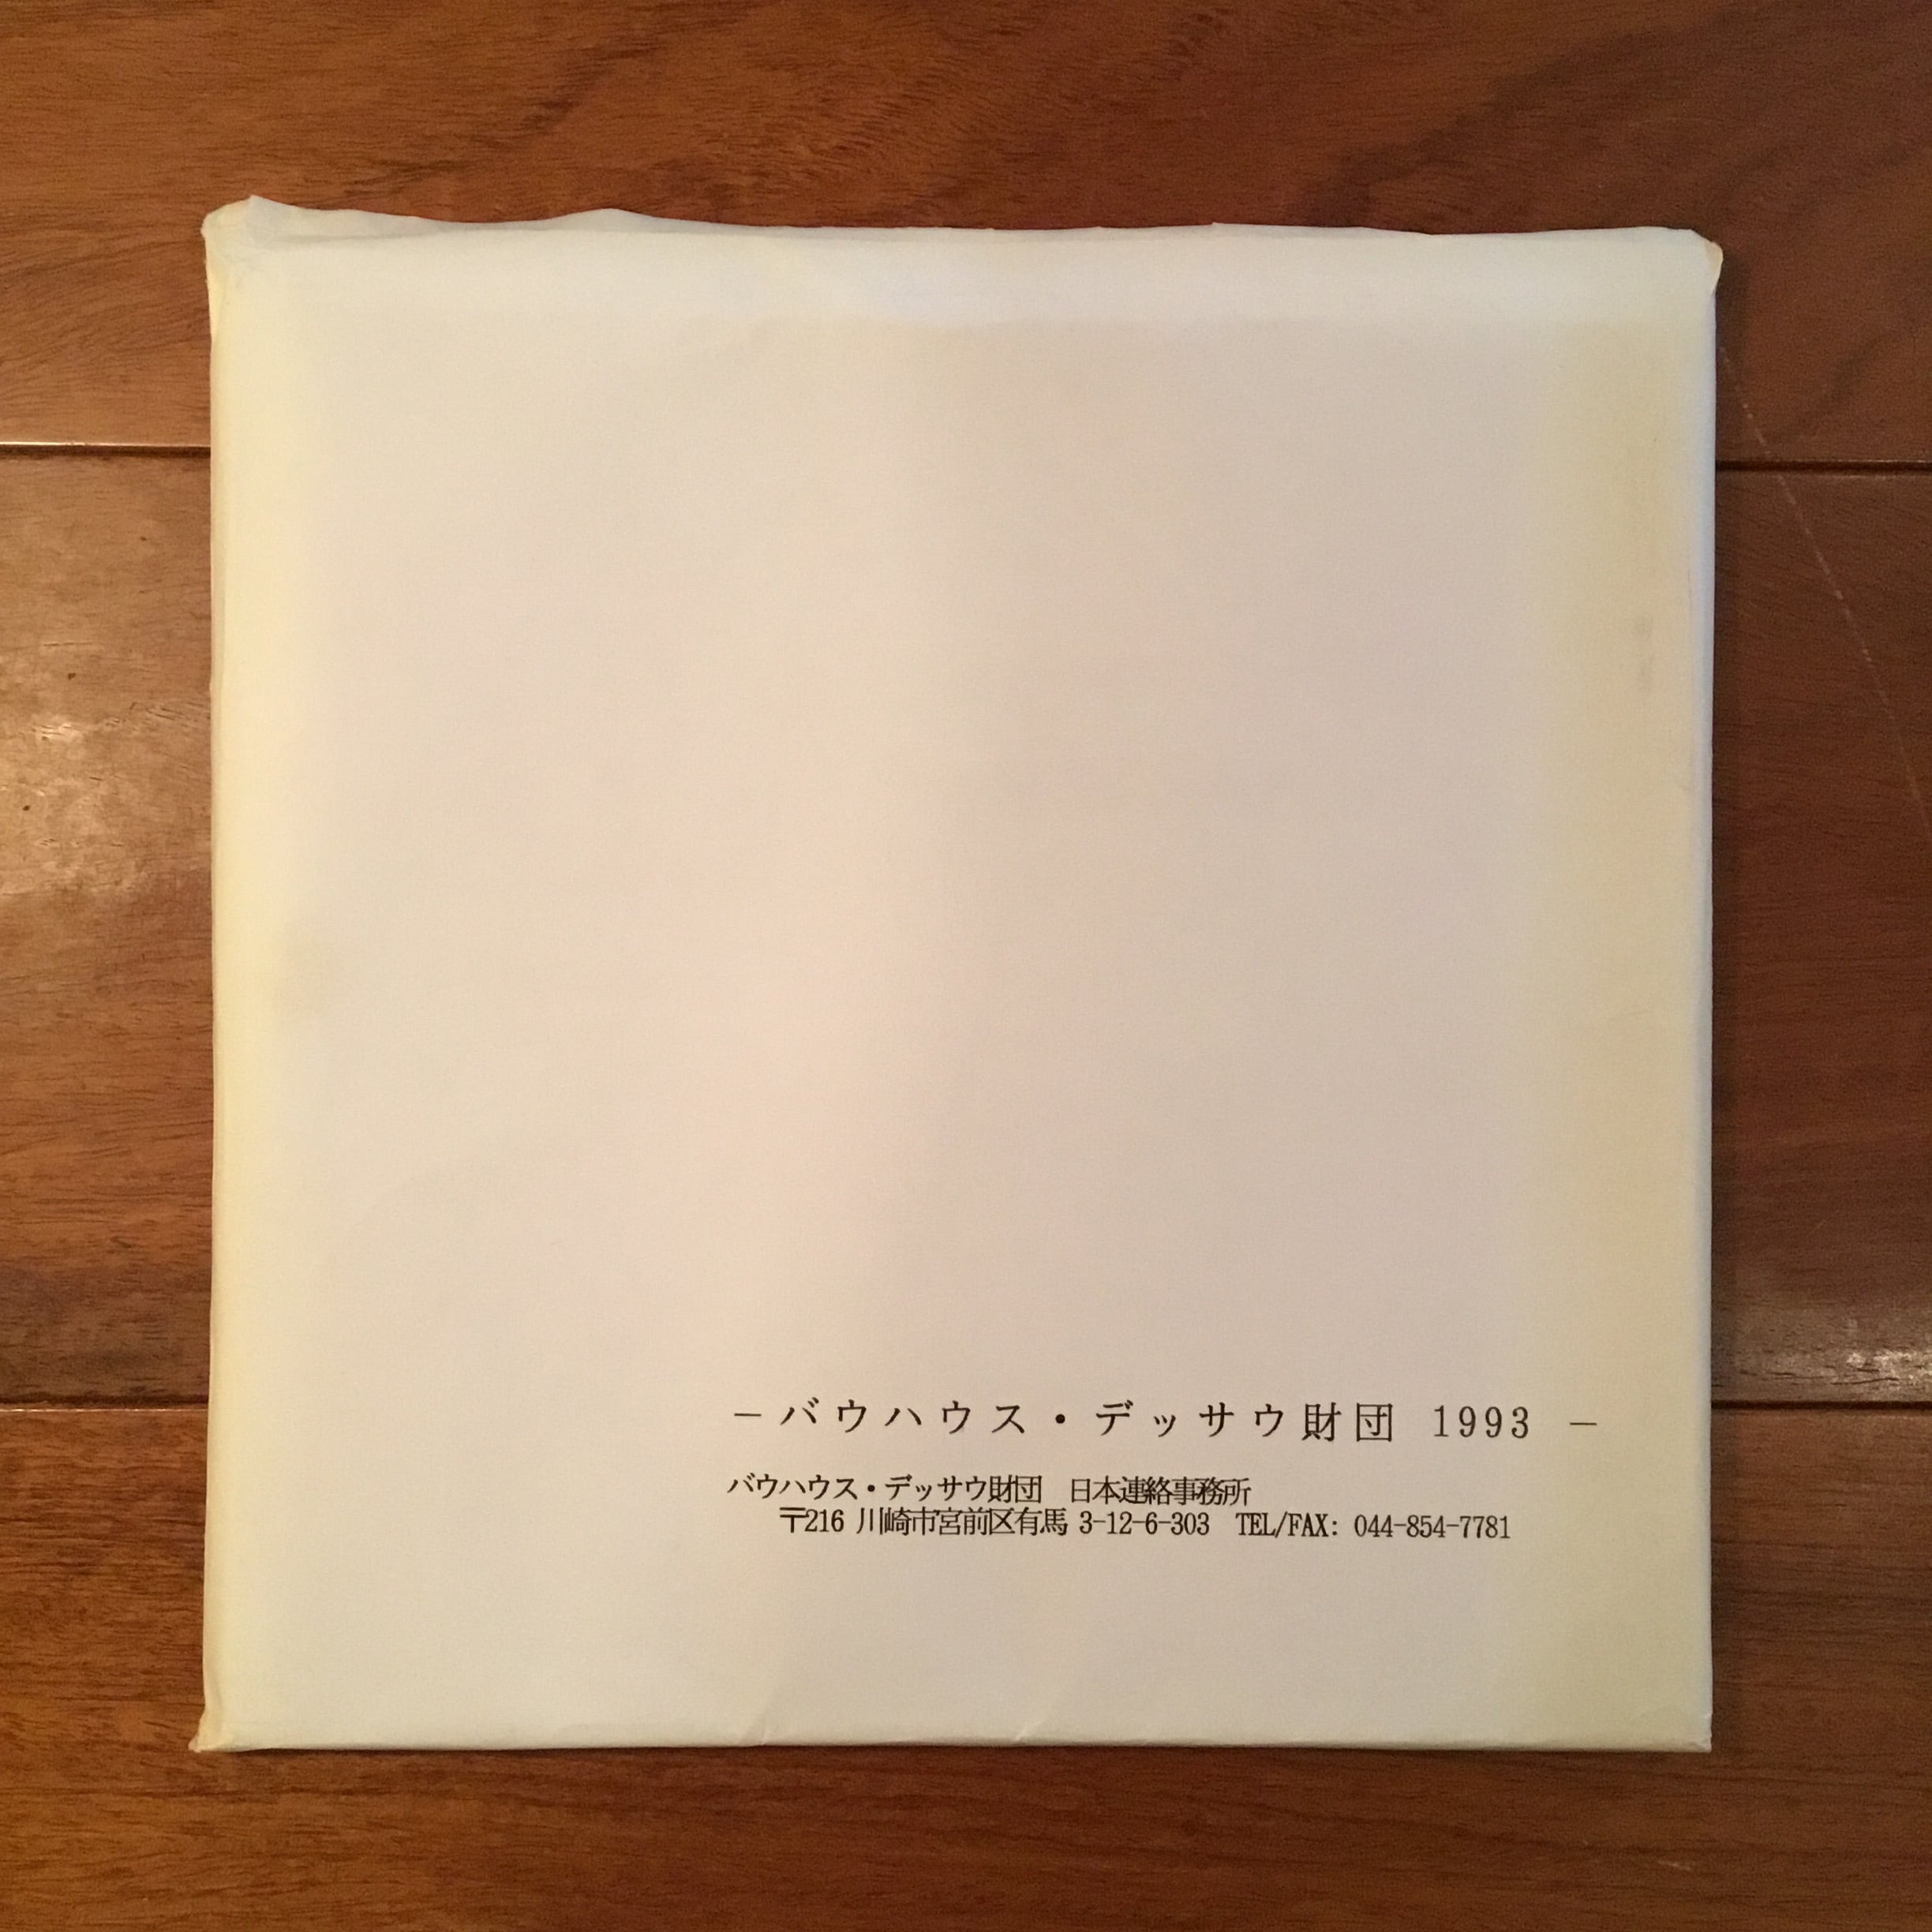 －バウハウス・デッサウ財団 1993 －
バウハウス・デッサウ財団　日本連絡事務所
〒216 川崎市宮前区有馬 3-12-6-303　TEL/FAX: 044-854-7781